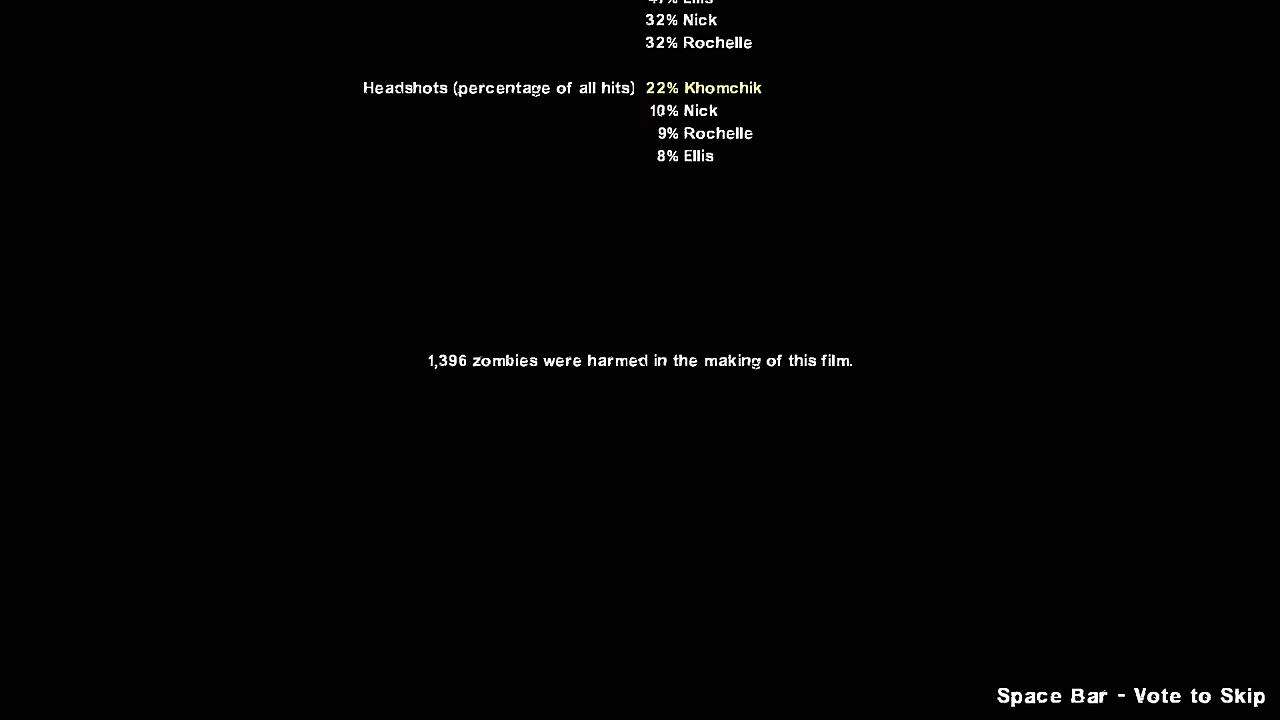 32% Nick
32% Rochelle
Headshots (percentage of all hits) 22% Khomchik
10% Nick
9% Rochelle
8% Ellis
1,396 zombies were harmed in the making of this film.
Space Bar - Vote to Skip